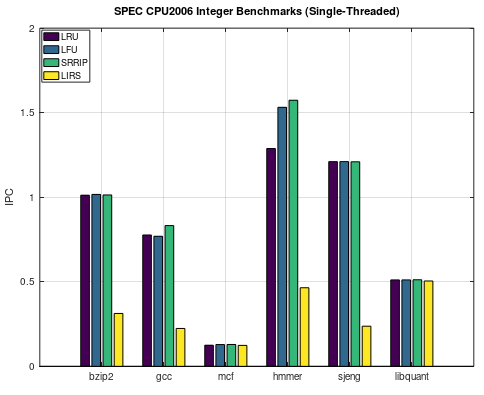 SPEC CPU2006 Integer Benchmarks (Single-Threaded)
LRU
LFU
SRRIP
LIRS
2
1.5
1
0.5
0
IPC
bzip2 gcc mcf hmmer sjeng libquant